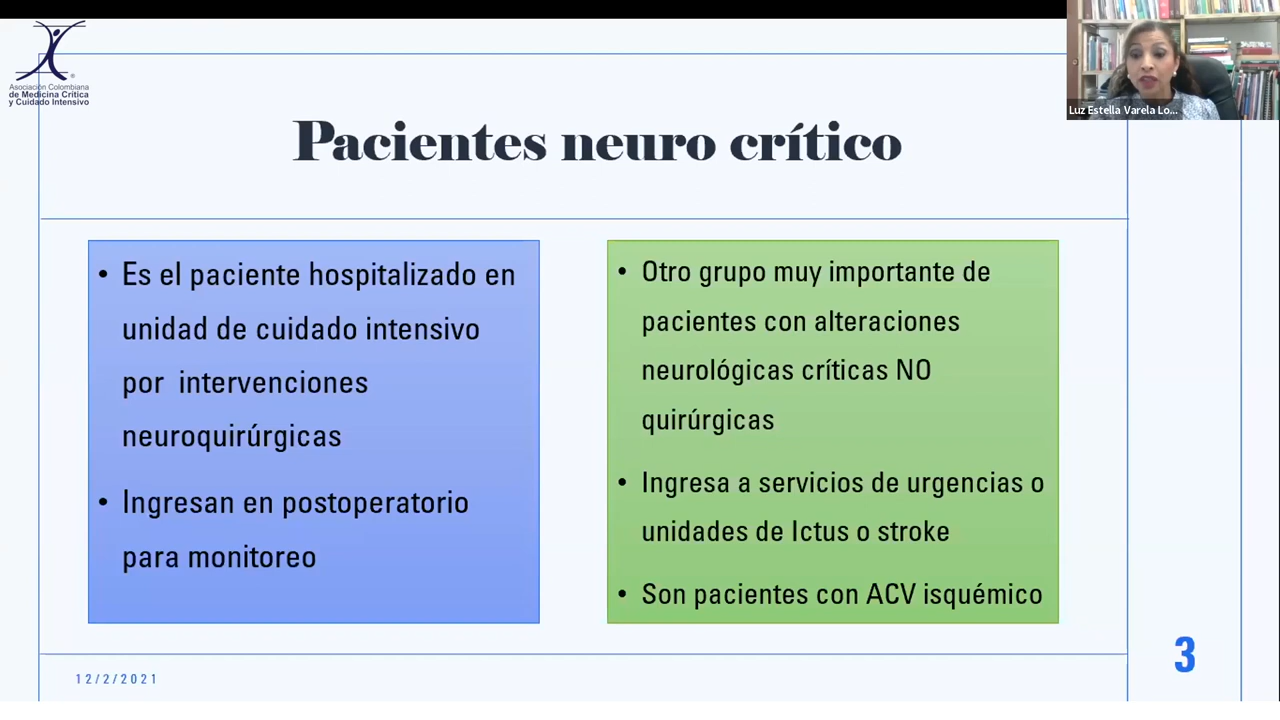 Asociación Colombiana
de Medicina Crítica
y Cuidado Intensivo
Luz Estella Varela Lo...
Pacientes neuro crítico
• Es el paciente hospitalizado en
unidad de cuidado intensivo
por intervenciones
neuroquirúrgicas
• Ingresan en postoperatorio
para monitoreo
• Otro grupo muy importante de
pacientes con alteraciones
neurológicas críticas NO
quirúrgicas
• Ingresa a servicios de urgencias o
unidades de Ictus o stroke
• Son pacientes con ACV isquémico
12/2/2021
3